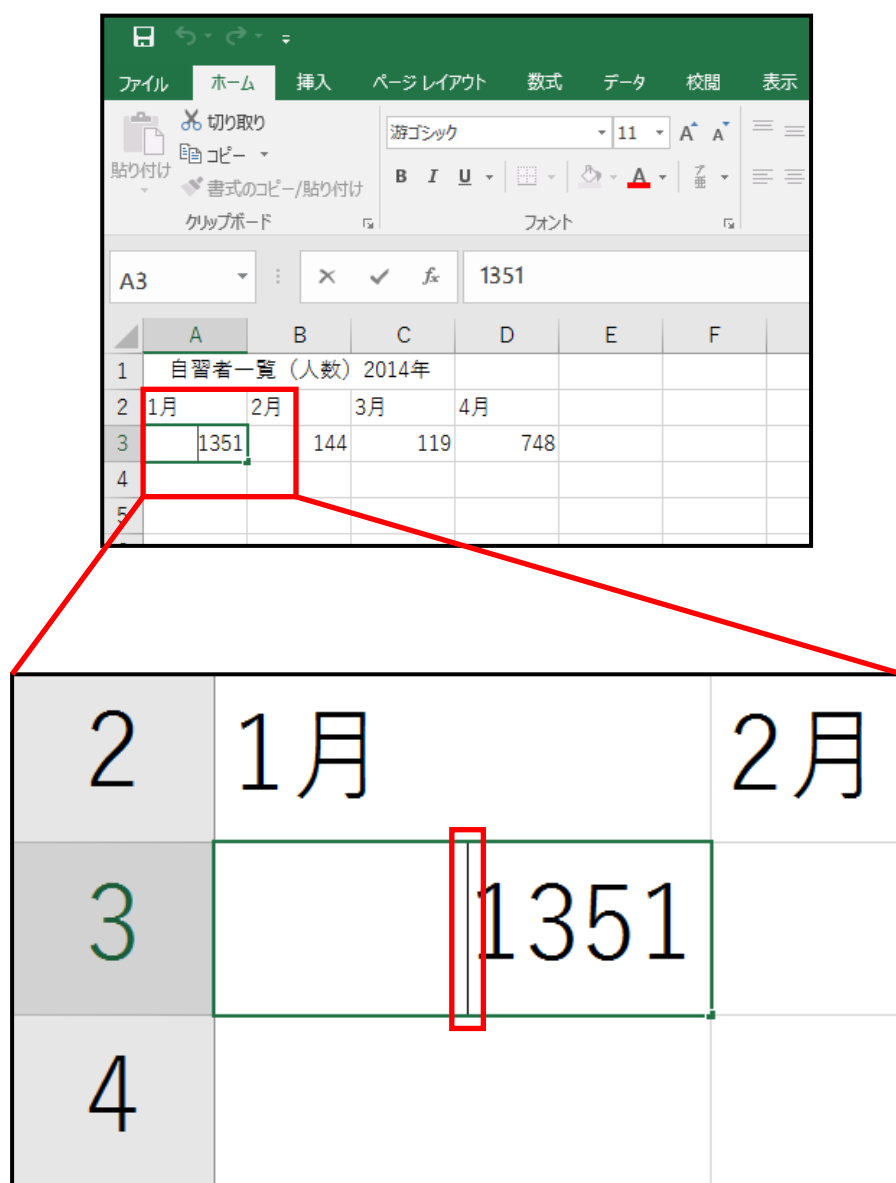 ファイル ホーム 挿入 ページ レイアウト 数式 データ 校閲 表示
切り取り
コピー
貼り付け
書式のコピー/貼り付け
游ゴシック 11 A A
B I U A ア亜
クリップボード フォント
A3 fx 1351
A B C D E F
1 自習者一覧（人数）2014年
2 1月 2月 3月 4月
3 1351 144 119 748
4
5
2 1月 2月
3 1351
4